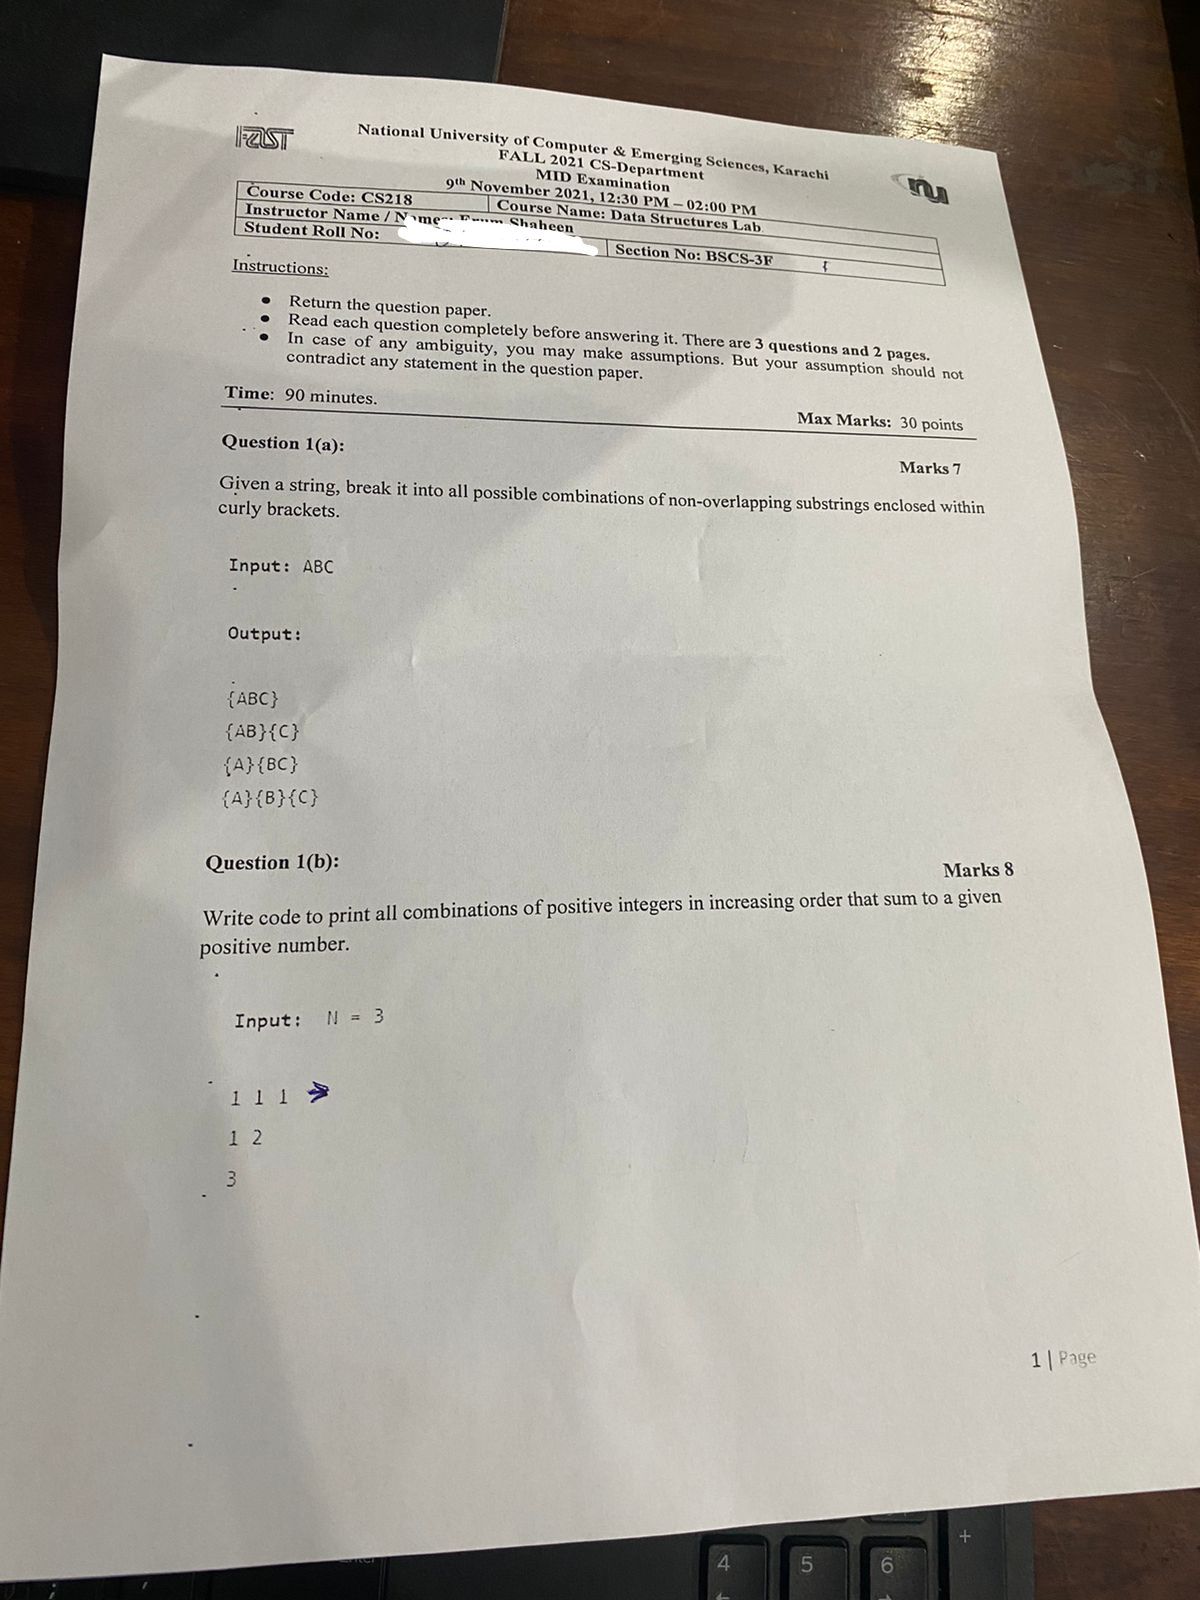 FAST
National University of Computer & Emerging Sciences, Karachi
FALL 2021 CS-Department
MID Examination
9th November 2021, 12:30 PM – 02:00 PM
nu
Course Code: CS218
Course Name: Data Structures Lab
Instructor Name / Names: Shaheen
Student Roll No:
Section No: BSCS-3F
Instructions:
• Return the question paper.
• Read each question completely before answering it. There are 3 questions and 2 pages.
• In case of any ambiguity, you may make assumptions. But your assumption should not
contradict any statement in the question paper.
Time: 90 minutes.
Max Marks: 30 points
Question 1(a):
Marks 7
Given a string, break it into all possible combinations of non-overlapping substrings enclosed within
curly brackets.
Input: ABC
Output:
{ABC}
{AB}{C}
{A}{BC}
{A}{B}{C}
Question 1(b):
Marks 8
Write code to print all combinations of positive integers in increasing order that sum to a given
positive number.
Input: N = 3
1 1 1
1 2
3
1 | Page
4
5
6
+